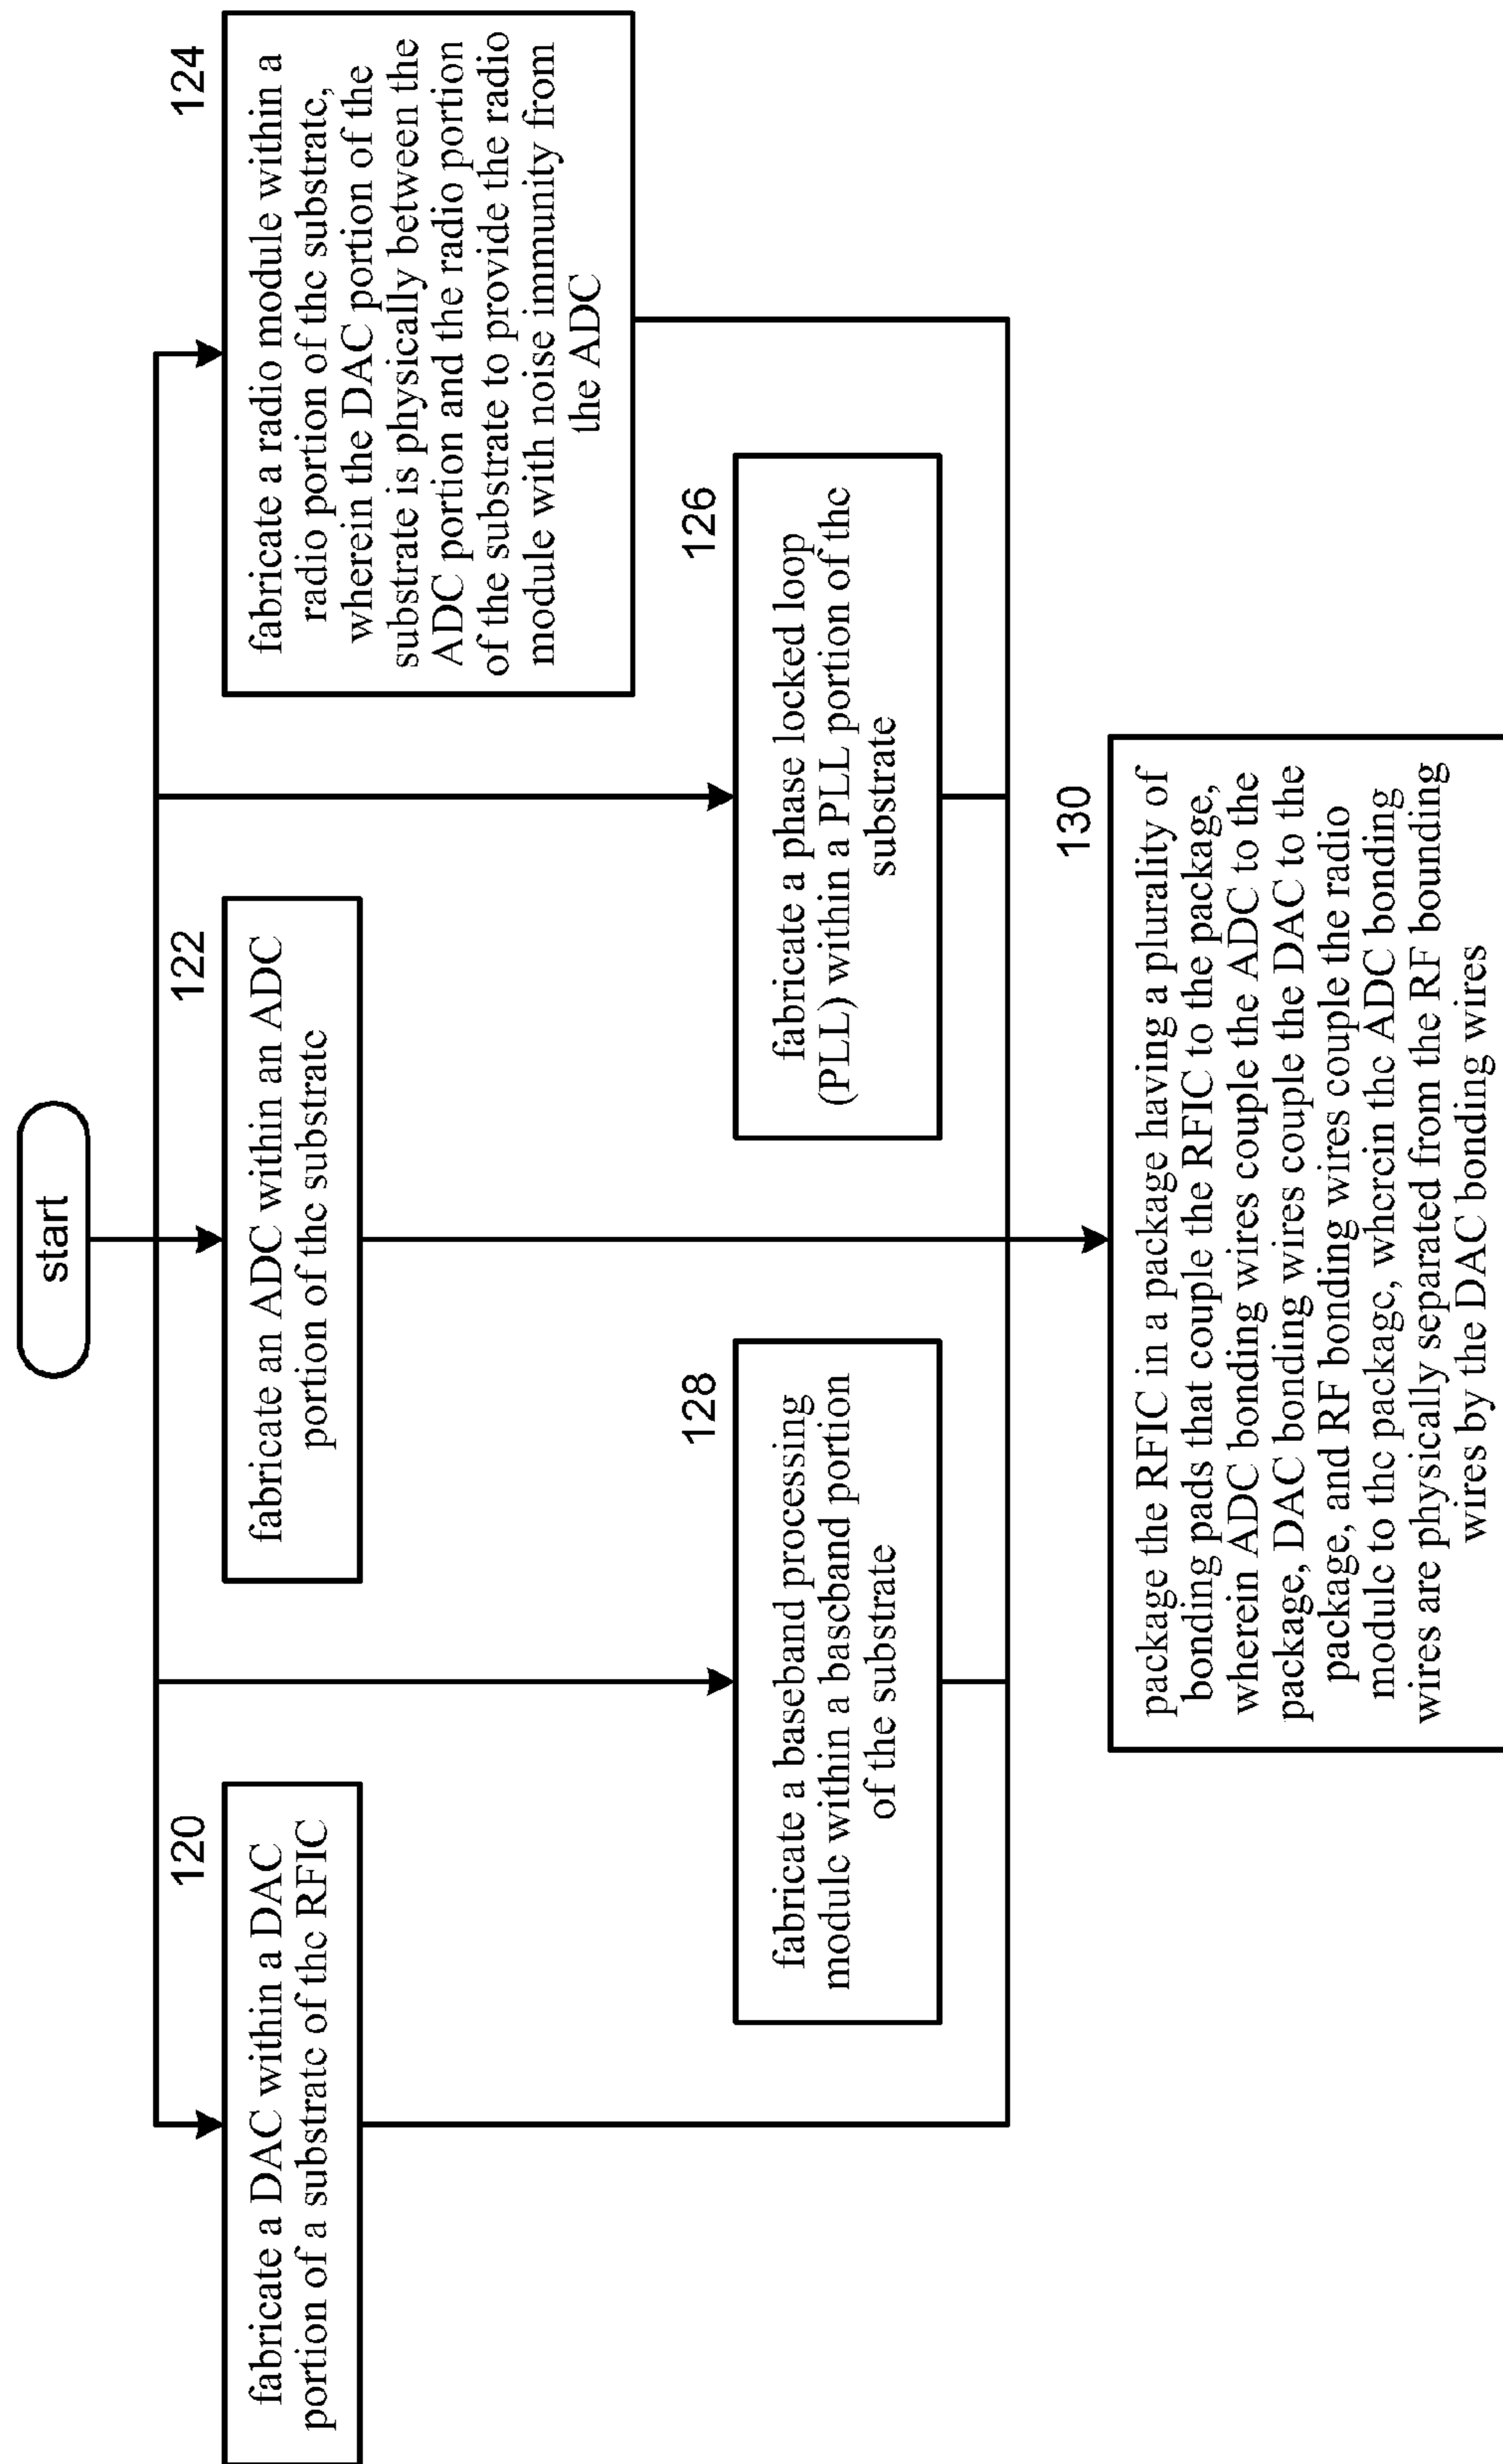 start
120
fabricate a DAC within a DAC
portion of a substrate of the RFIC
122
fabricate an ADC within an ADC
portion of the substrate
124
fabricate a radio module within a
radio portion of the substrate,
wherein the DAC portion of the
substrate is physically between the
ADC portion and the radio portion
of the substrate to provide the radio
module with noise immunity from
the ADC
128
fabricate a baseband processing
module within a baseband portion
of the substrate
126
fabricate a phase locked loop
(PLL) within a PLL portion of the
substrate
130
package the RFIC in a package having a plurality of
bonding pads that couple the RFIC to the package,
wherein ADC bonding wires couple the ADC to the
package, DAC bonding wires couple the DAC to the
package, and RF bonding wires couple the radio
module to the package, wherein the ADC bonding
wires are physically separated from the RF bounding
wires by the DAC bonding wires